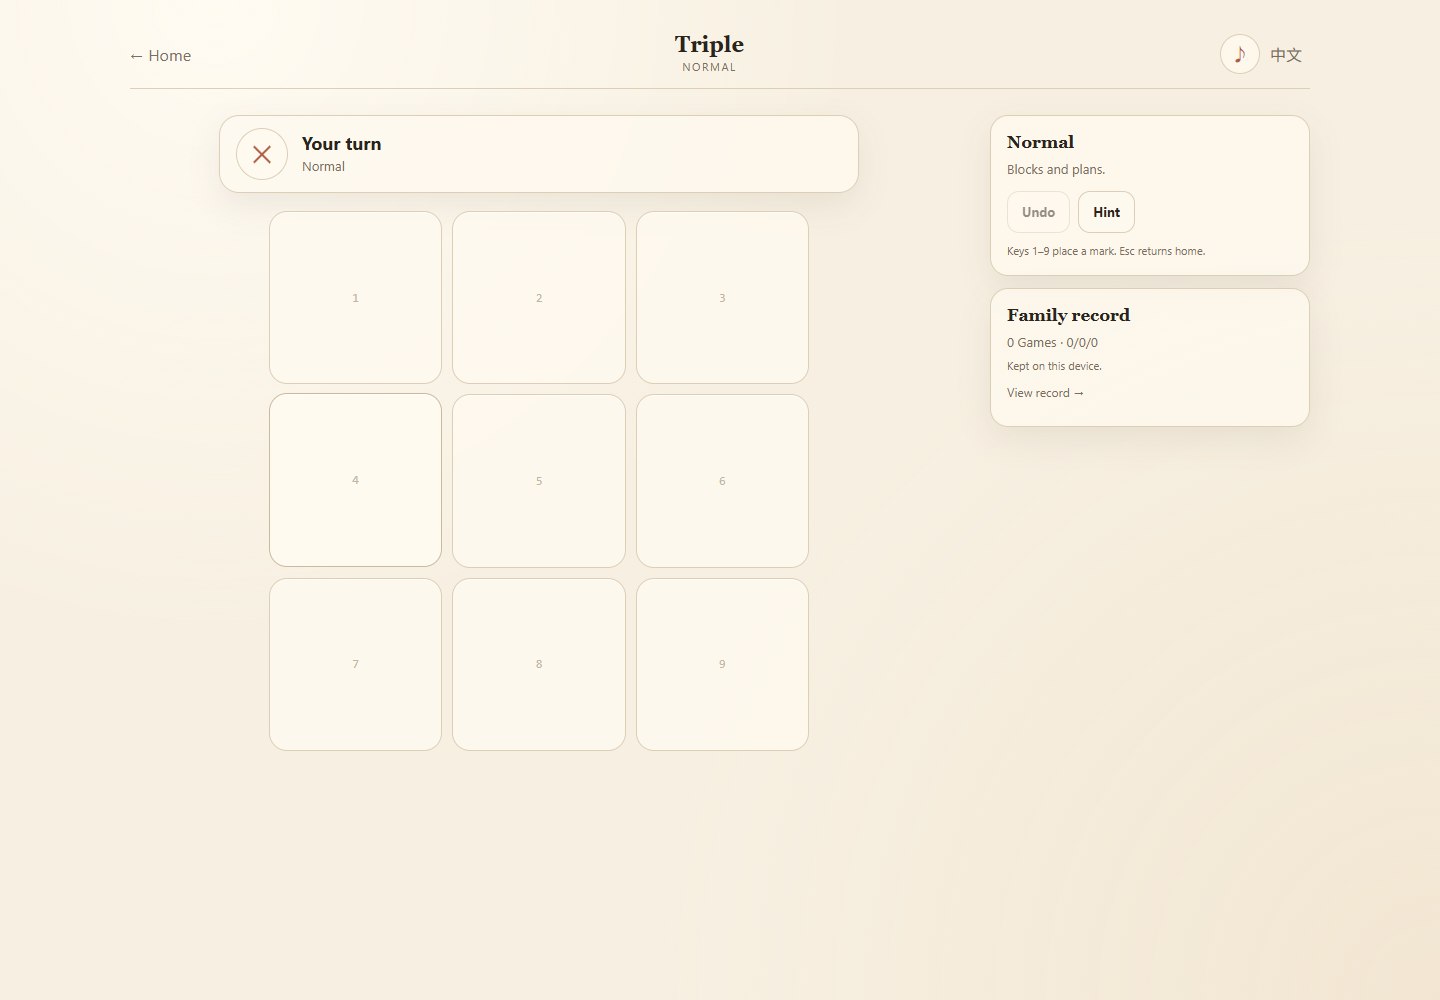 ← Home
Triple
NORMAL
♪
中文
Your turn
Normal
1
2
3
4
5
6
7
8
9
Normal
Blocks and plans.
Undo
Hint
Keys 1–9 place a mark. Esc returns home.
Family record
0 Games · 0/0/0
Kept on this device.
View record →